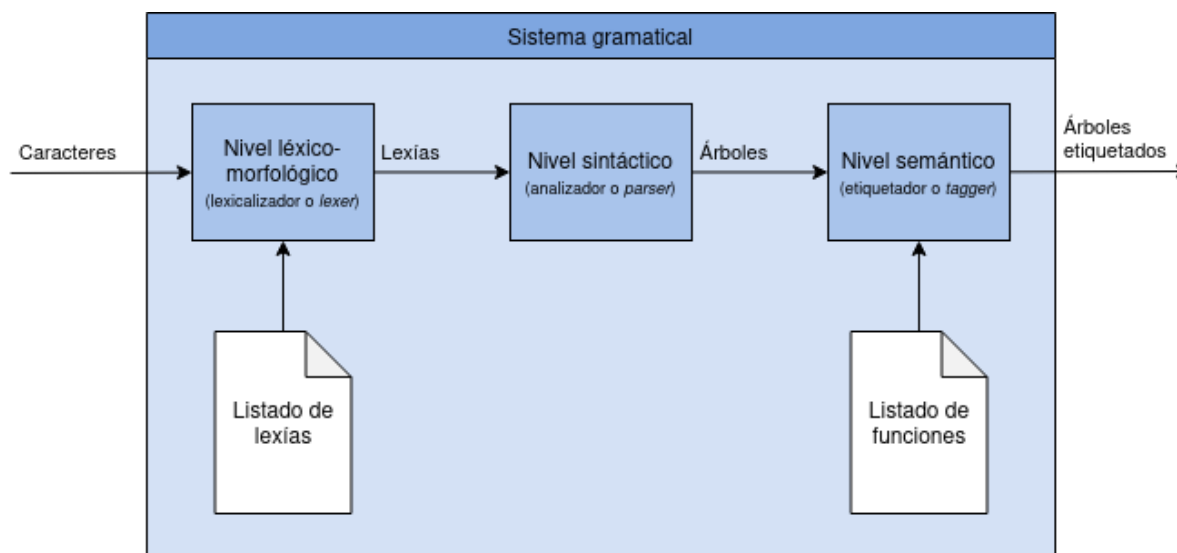 Sistema gramatical
Caracteres
Nivel léxico-
morfológico
(lexicalizador o lexer)
Lexías
Nivel sintáctico
(analizador o parser)
Árboles
Nivel semántico
(etiquetador o tagger)
Árboles
etiquetados
Listado de
lexías
Listado de
funciones